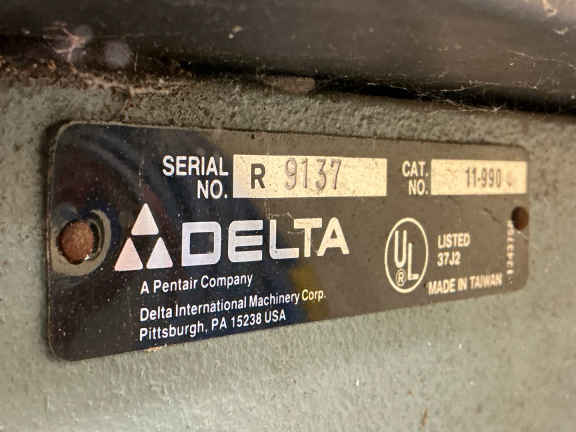 SERIAL NO. R 9137
CAT. NO. 11-990
DELTA
A Pentair Company
Delta International Machinery Corp.
Pittsburgh, PA 15238 USA
UL ®
LISTED
37J2
MADE IN TAIWAN